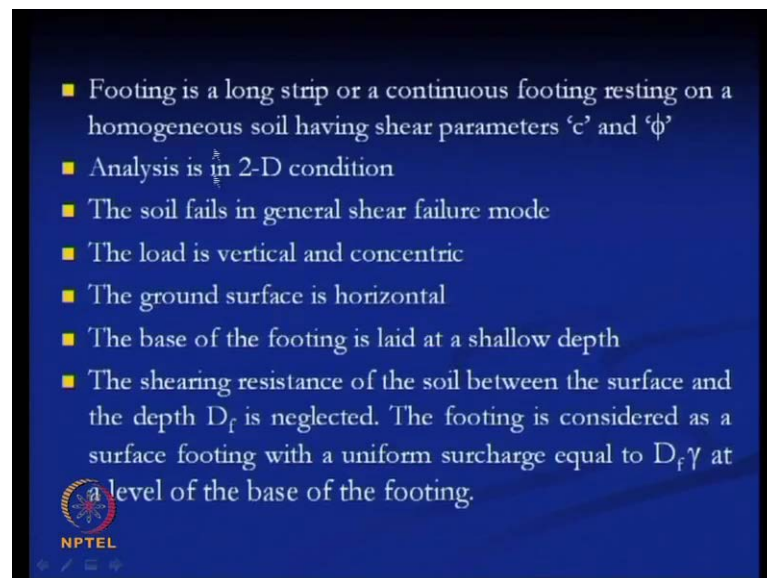 ▪ Footing is a long strip or a continuous footing resting on a
homogeneous soil having shear parameters ‘c’ and ‘ϕ’
▪ Analysis is in 2-D condition
▪ The soil fails in general shear failure mode
▪ The load is vertical and concentric
▪ The ground surface is horizontal
▪ The base of the footing is laid at a shallow depth
▪ The shearing resistance of the soil between the surface and
the depth D_f is neglected. The footing is considered as a
surface footing with a uniform surcharge equal to D_fγ at
a level of the base of the footing.
NPTEL